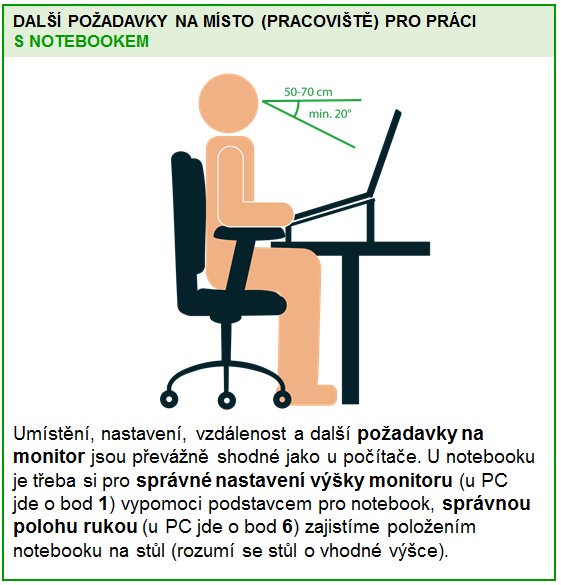 DALŠÍ POŽADAVKY NA MÍSTO (PRACOVIŠTĚ) PRO PRÁCI
S NOTEBOOKEM
50-70 cm
min. 20°
Umístění, nastavení, vzdálenost a další požadavky na
monitor jsou převážně shodné jako u počítače. U notebooku
je třeba si pro správné nastavení výšky monitoru (u PC
jde o bod 1) vypomoci podstavcem pro notebook, správnou
polohu rukou (u PC jde o bod 6) zajistíme položením
notebooku na stůl (rozumí se stůl o vhodné výšce).